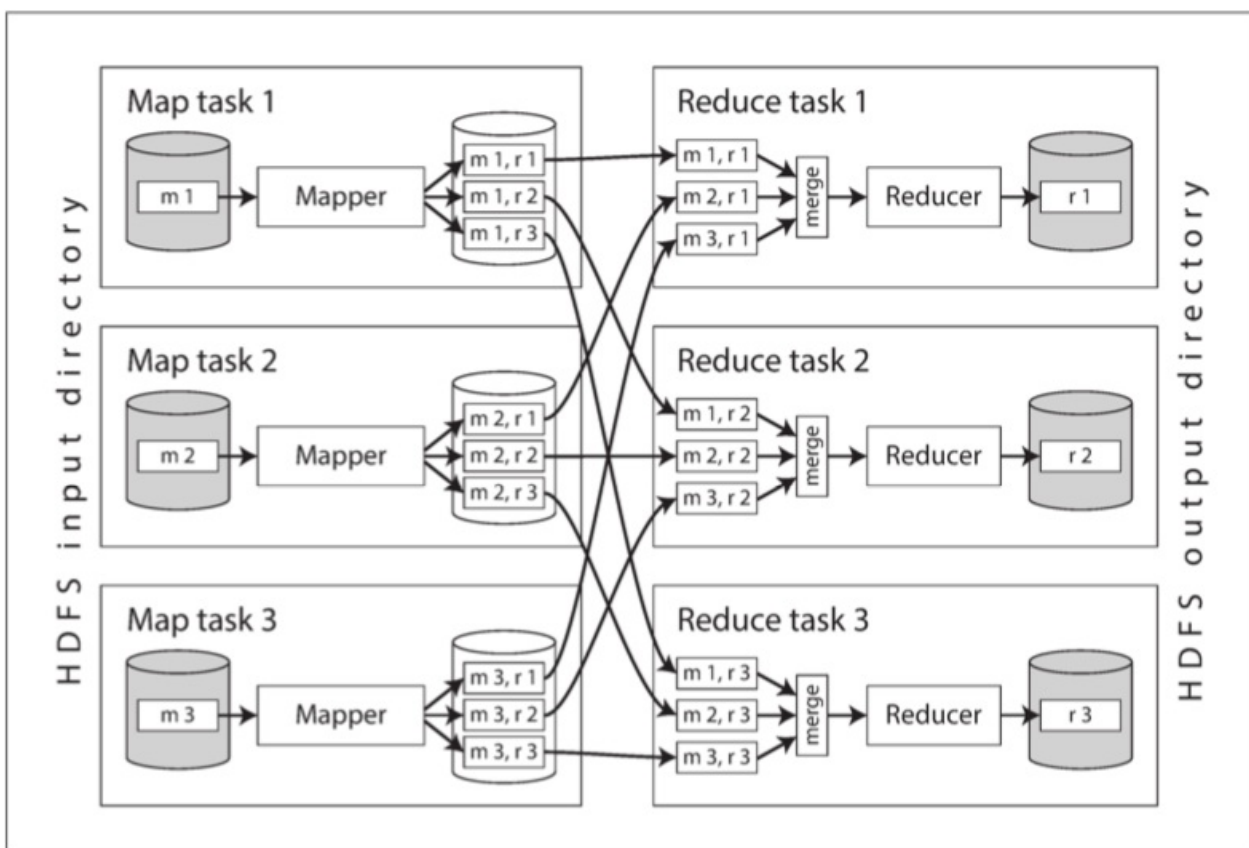 HDFS input directory
Map task 1
m 1
Mapper
m 1, r 1
m 1, r 2
m 1, r 3
Map task 2
m 2
Mapper
m 2, r 1
m 2, r 2
m 2, r 3
Map task 3
m 3
Mapper
m 3, r 1
m 3, r 2
m 3, r 3
Reduce task 1
m 1, r 1
m 2, r 1
m 3, r 1
merge
Reducer
r 1
Reduce task 2
m 1, r 2
m 2, r 2
m 3, r 2
merge
Reducer
r 2
Reduce task 3
m 1, r 3
m 2, r 3
m 3, r 3
merge
Reducer
r 3
HDFS output directory